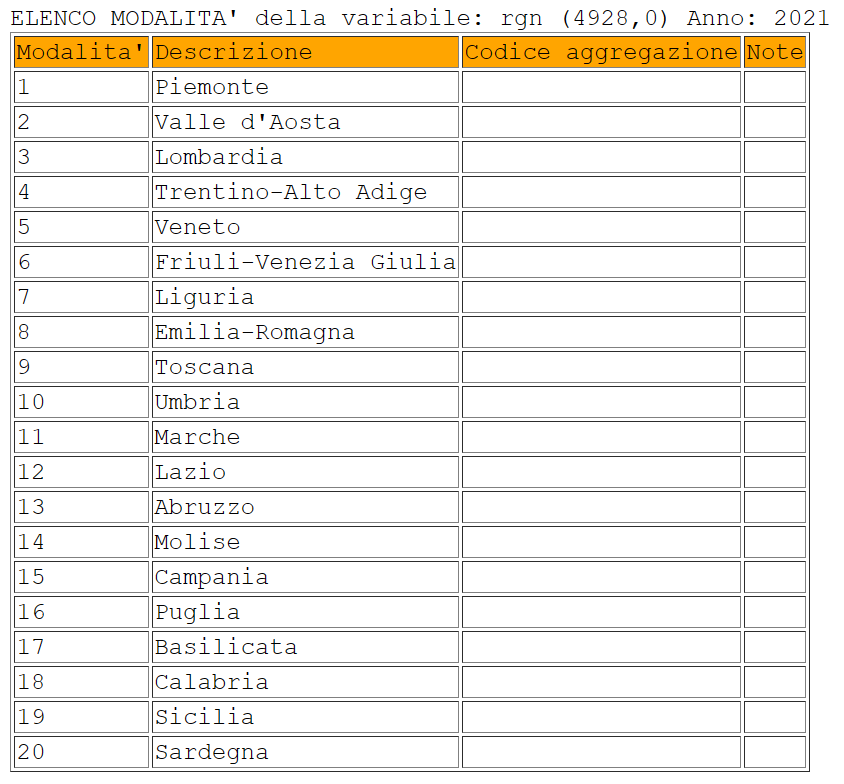 ELENCO MODALITA' della variabile: rgn (4928,0) Anno: 2021
Modalita' Descrizione Codice aggregazione Note
1 Piemonte
2 Valle d'Aosta
3 Lombardia
4 Trentino-Alto Adige
5 Veneto
6 Friuli-Venezia Giulia
7 Liguria
8 Emilia-Romagna
9 Toscana
10 Umbria
11 Marche
12 Lazio
13 Abruzzo
14 Molise
15 Campania
16 Puglia
17 Basilicata
18 Calabria
19 Sicilia
20 Sardegna